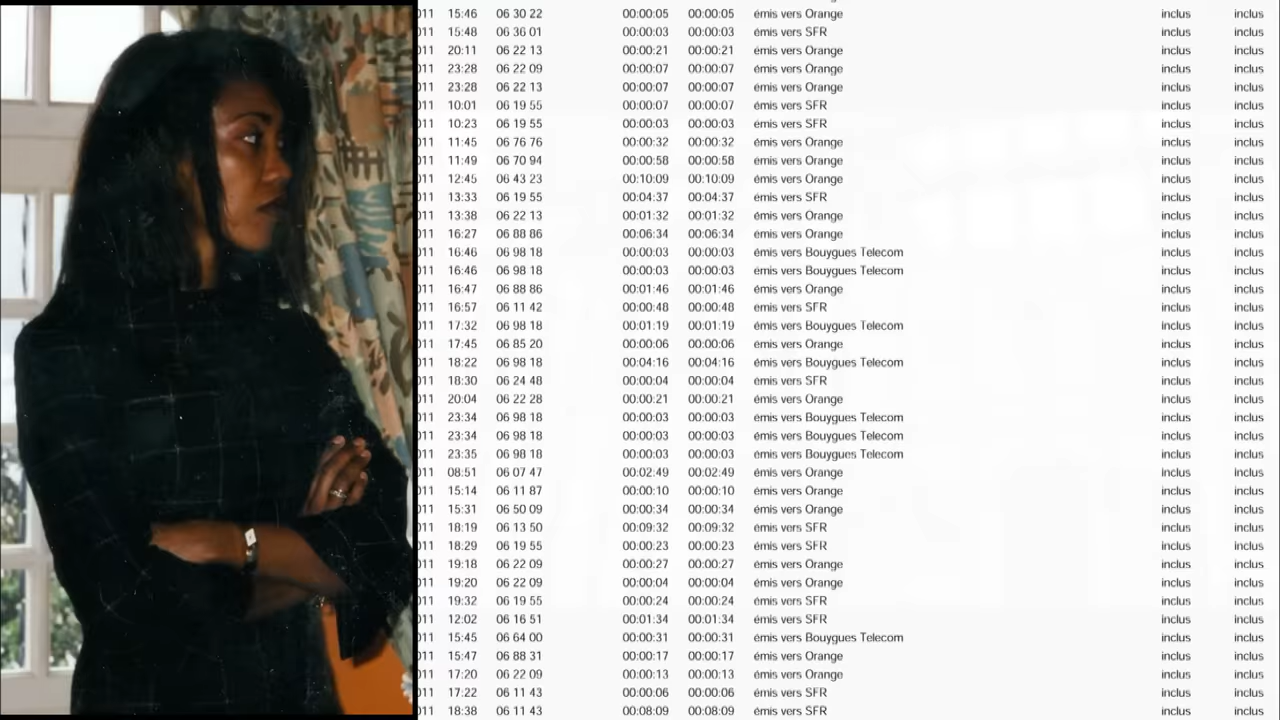 011 15:46 06 30 22 00:00:05 00:00:05 émis vers Orange inclus inclus
011 15:48 06 36 01 00:00:03 00:00:03 émis vers SFR inclus inclus
011 20:11 06 22 13 00:00:21 00:00:21 émis vers Orange inclus inclus
011 23:28 06 22 09 00:00:07 00:00:07 émis vers Orange inclus inclus
011 23:28 06 22 13 00:00:07 00:00:07 émis vers Orange inclus inclus
011 10:01 06 19 55 00:00:07 00:00:07 émis vers SFR inclus inclus
011 10:23 06 19 55 00:00:03 00:00:03 émis vers SFR inclus inclus
011 11:45 06 76 76 00:00:32 00:00:32 émis vers Orange inclus inclus
011 11:49 06 70 94 00:00:58 00:00:58 émis vers Orange inclus inclus
011 12:45 06 43 23 00:10:09 00:10:09 émis vers Orange inclus inclus
011 13:33 06 19 55 00:04:37 00:04:37 émis vers SFR inclus inclus
011 13:38 06 22 13 00:01:32 00:01:32 émis vers Orange inclus inclus
011 16:27 06 88 86 00:06:34 00:06:34 émis vers Orange inclus inclus
011 16:46 06 98 18 00:00:03 00:00:03 émis vers Bouygues Telecom inclus inclus
011 16:46 06 98 18 00:00:03 00:00:03 émis vers Bouygues Telecom inclus inclus
011 16:47 06 88 86 00:01:46 00:01:46 émis vers Orange inclus inclus
011 16:57 06 11 42 00:00:48 00:00:48 émis vers SFR inclus inclus
011 17:32 06 98 18 00:01:19 00:01:19 émis vers Bouygues Telecom inclus inclus
011 17:45 06 85 20 00:00:06 00:00:06 émis vers Orange inclus inclus
011 18:22 06 98 18 00:04:16 00:04:16 émis vers Bouygues Telecom inclus inclus
011 18:30 06 24 48 00:00:04 00:00:04 émis vers SFR inclus inclus
011 20:04 06 22 28 00:00:21 00:00:21 émis vers Orange inclus inclus
011 23:34 06 98 18 00:00:03 00:00:03 émis vers Bouygues Telecom inclus inclus
011 23:34 06 98 18 00:00:03 00:00:03 émis vers Bouygues Telecom inclus inclus
011 23:35 06 98 18 00:00:03 00:00:03 émis vers Bouygues Telecom inclus inclus
011 08:51 06 07 47 00:02:49 00:02:49 émis vers Orange inclus inclus
011 15:14 06 11 87 00:00:10 00:00:10 émis vers Orange inclus inclus
011 15:31 06 50 09 00:00:34 00:00:34 émis vers Orange inclus inclus
011 18:19 06 13 50 00:09:32 00:09:32 émis vers SFR inclus inclus
011 18:29 06 19 55 00:00:23 00:00:23 émis vers SFR inclus inclus
011 19:18 06 22 09 00:00:27 00:00:27 émis vers Orange inclus inclus
011 19:20 06 22 09 00:00:04 00:00:04 émis vers Orange inclus inclus
011 19:32 06 19 55 00:00:24 00:00:24 émis vers SFR inclus inclus
011 12:02 06 16 51 00:01:34 00:01:34 émis vers SFR inclus inclus
011 15:45 06 64 00 00:00:31 00:00:31 émis vers Bouygues Telecom inclus inclus
011 15:47 06 88 31 00:00:17 00:00:17 émis vers Orange inclus inclus
011 17:20 06 22 09 00:00:13 00:00:13 émis vers Orange inclus inclus
011 17:22 06 11 43 00:00:06 00:00:06 émis vers SFR inclus inclus
011 18:38 06 11 43 00:08:09 00:08:09 émis vers SFR inclus inclus